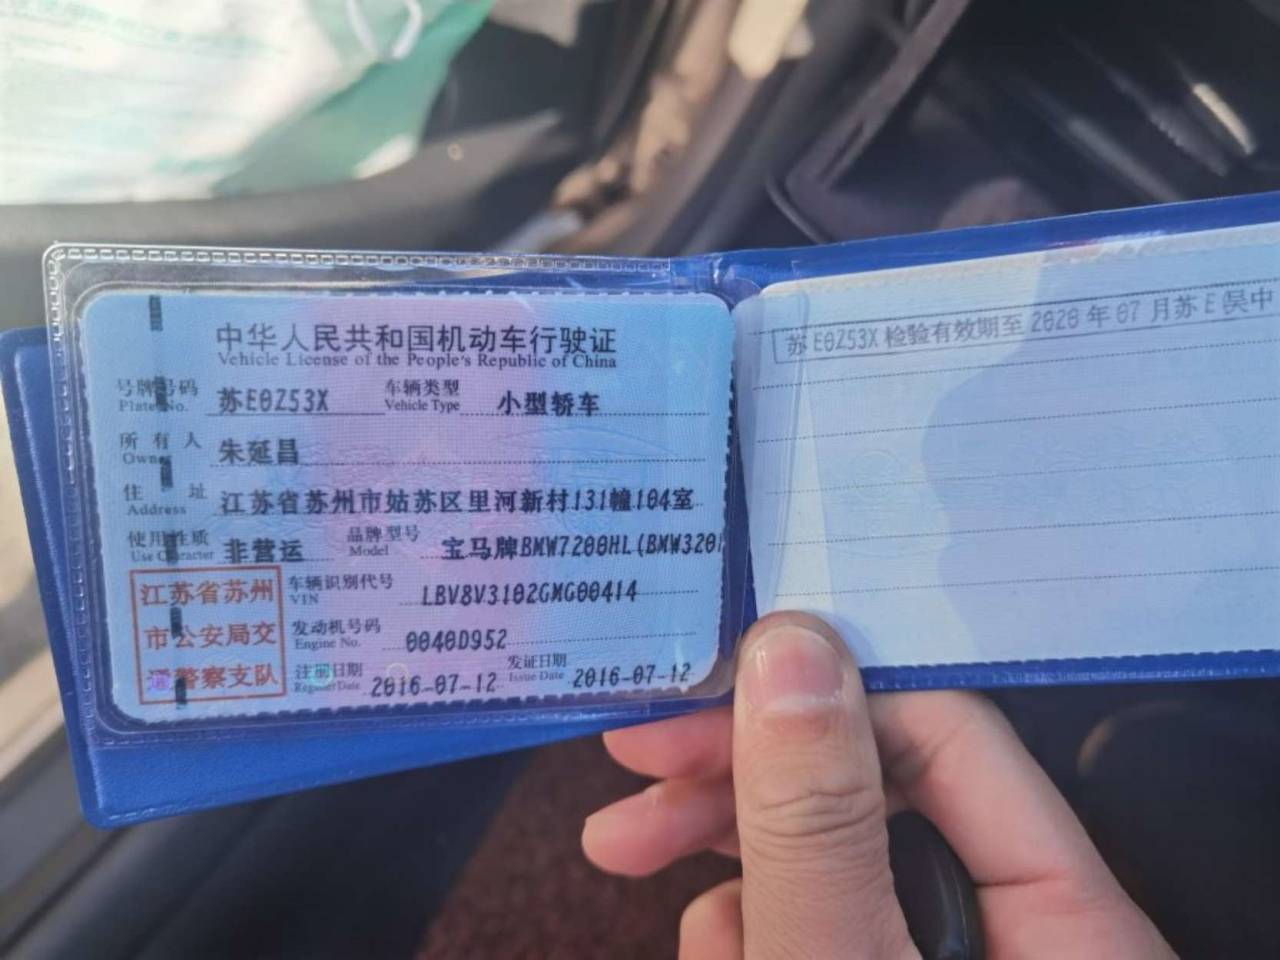 中华人民共和国机动车行驶证
Vehicle License of the People's Republic of China
号牌号码 苏E0Z53X 车辆类型 小型轿车
Plate No. Vehicle Type
所有人 朱延昌
Owner
住址 江苏省苏州市姑苏区里河新村131幢104室
Address
使用性质 非营运 品牌型号 宝马牌BMW7200HL(BMW320
Use Character Model
江苏省苏州
市公安局交
通警察支队
车辆识别代号 LBV8V3102GMG00414
VIN
发动机号码 0040D952
Engine No.
注册日期 2016-07-12 发证日期 2016-07-12
Register Date Issue Date
苏E0Z53X 检验有效期至 2020 年 07 月 苏 E (吴中